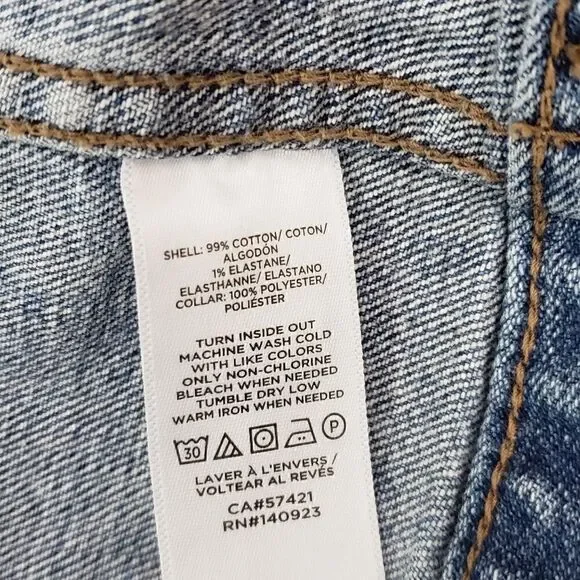 SHELL: 99% COTTON/ COTON/
ALGODÓN
1% ELASTANE/
ELASTHANNE/ ELASTANO
COLLAR: 100% POLYESTER/
POLIÉSTER
TURN INSIDE OUT
MACHINE WASH COLD
WITH LIKE COLORS
ONLY NON-CHLORINE
BLEACH WHEN NEEDED
TUMBLE DRY LOW
WARM IRON WHEN NEEDED
30 P
LAVER À L'ENVERS/
VOLTEAR AL REVÉS
CA#57421
RN#140923